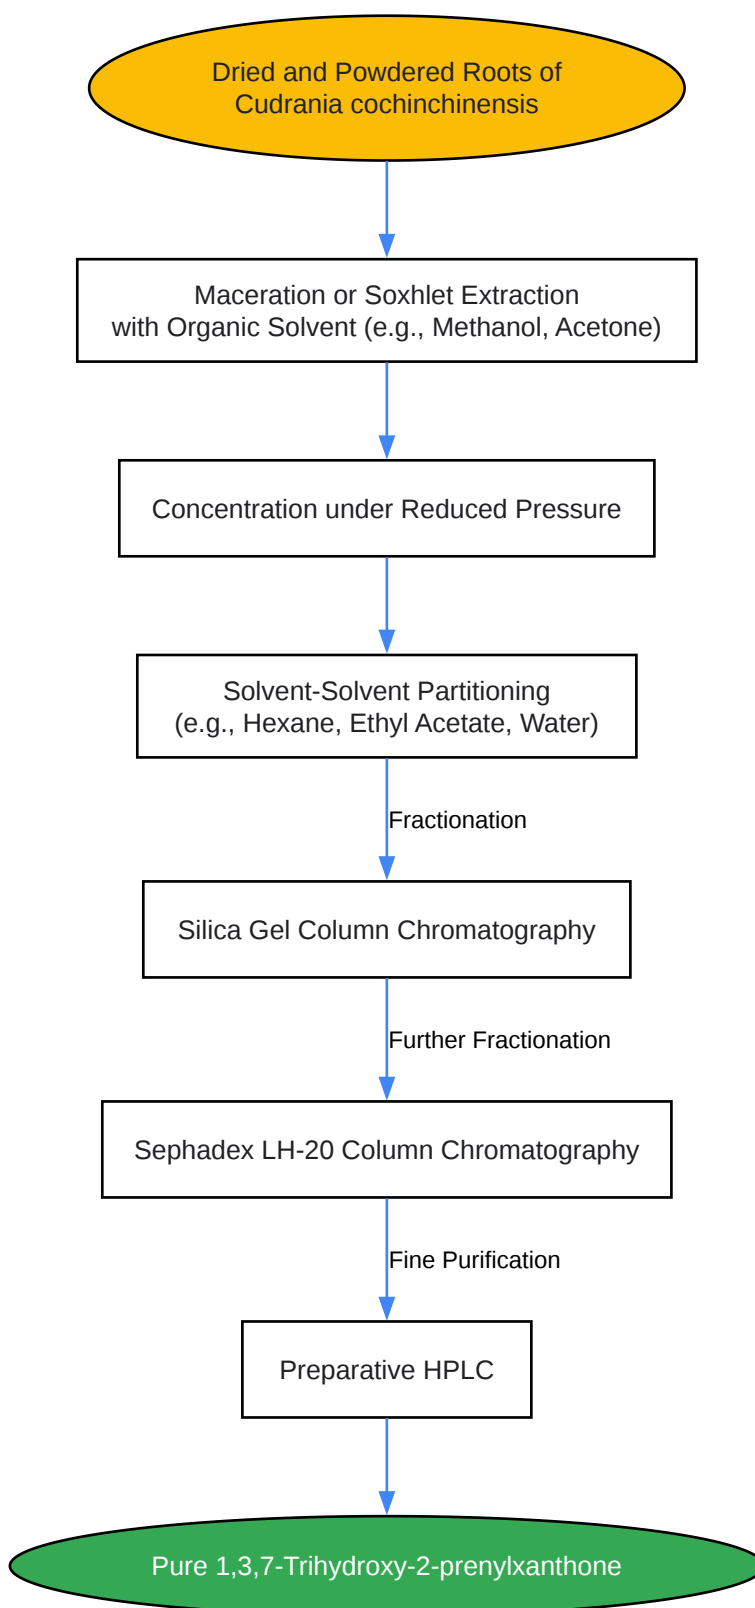 Dried and Powdered Roots of
Cudrania cochinchinensis
Maceration or Soxhlet Extraction
with Organic Solvent (e.g., Methanol, Acetone)
Concentration under Reduced Pressure
Solvent-Solvent Partitioning
(e.g., Hexane, Ethyl Acetate, Water)
Fractionation
Silica Gel Column Chromatography
Further Fractionation
Sephadex LH-20 Column Chromatography
Fine Purification
Preparative HPLC
Pure 1,3,7-Trihydroxy-2-prenylxanthone